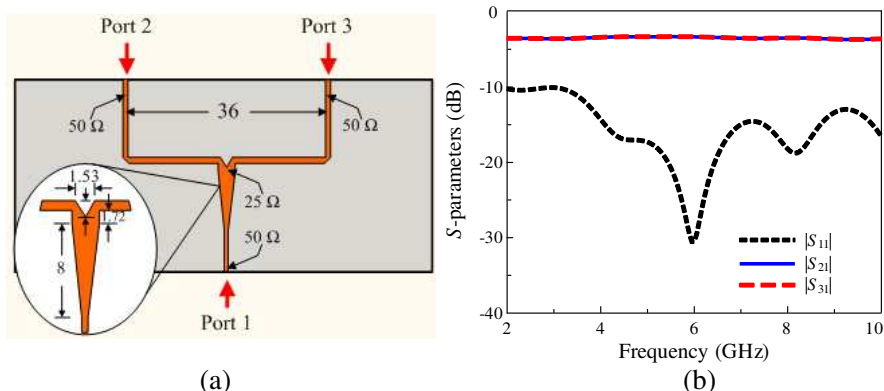 Port 2
Port 3
50 Ω
36
50 Ω
1.53
1.72
25 Ω
8
50 Ω
Port 1
(a)
0
-10
-20
-30
-40
S-parameters (dB)
|S11|
|S21|
|S31|
2
4
6
8
10
Frequency (GHz)
(b)